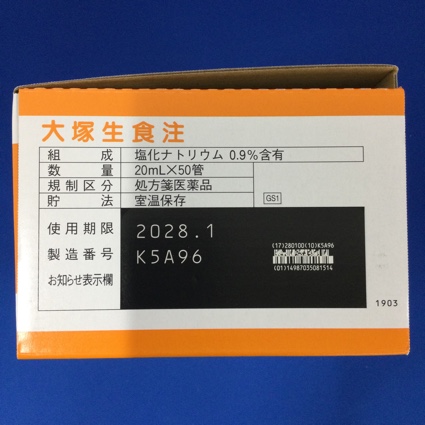 大塚生食注
組成 塩化ナトリウム 0.9%含有
数量 20mL×50管
規制区分 処方箋医薬品
貯法 室温保存
GS1
使用期限 2028.1
製造番号 K5A96
お知らせ表示欄
(17)280100(10)K5A96
(01)14987035081514
1903